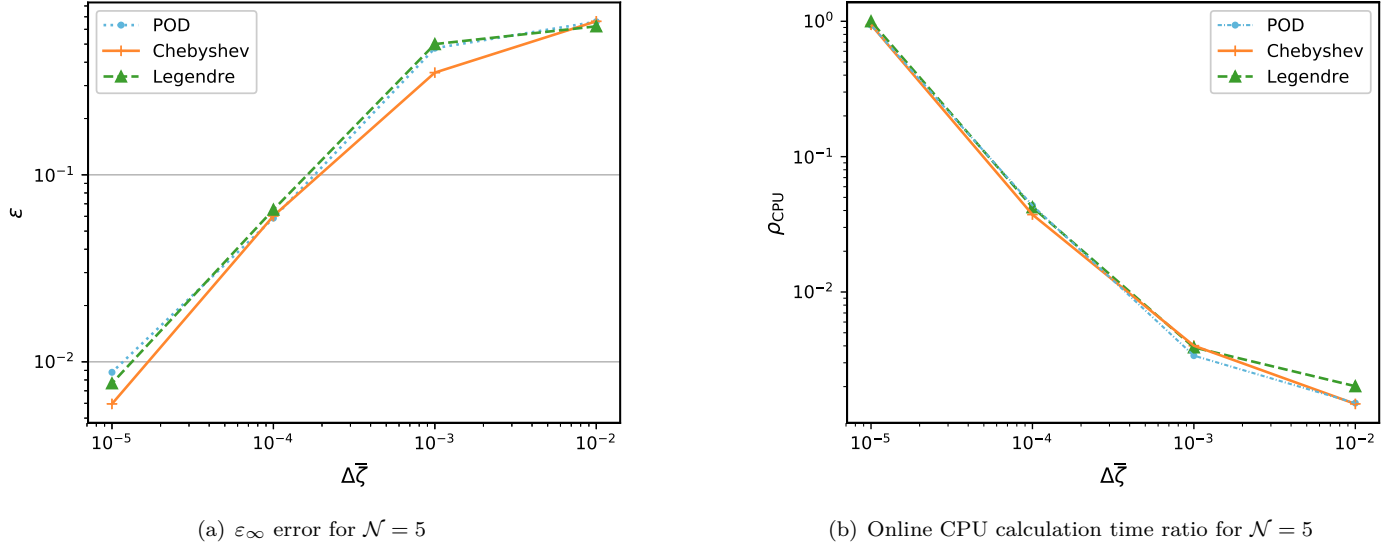 POD
Chebyshev
Legendre
10⁻¹
10⁻²
ε
10⁻⁵
10⁻⁴
10⁻³
10⁻²
Δζ̄
(a) ε∞ error for 𝒩 = 5
POD
Chebyshev
Legendre
10⁰
10⁻¹
10⁻²
ρCPU
10⁻⁵
10⁻⁴
10⁻³
10⁻²
Δζ̄
(b) Online CPU calculation time ratio for 𝒩 = 5